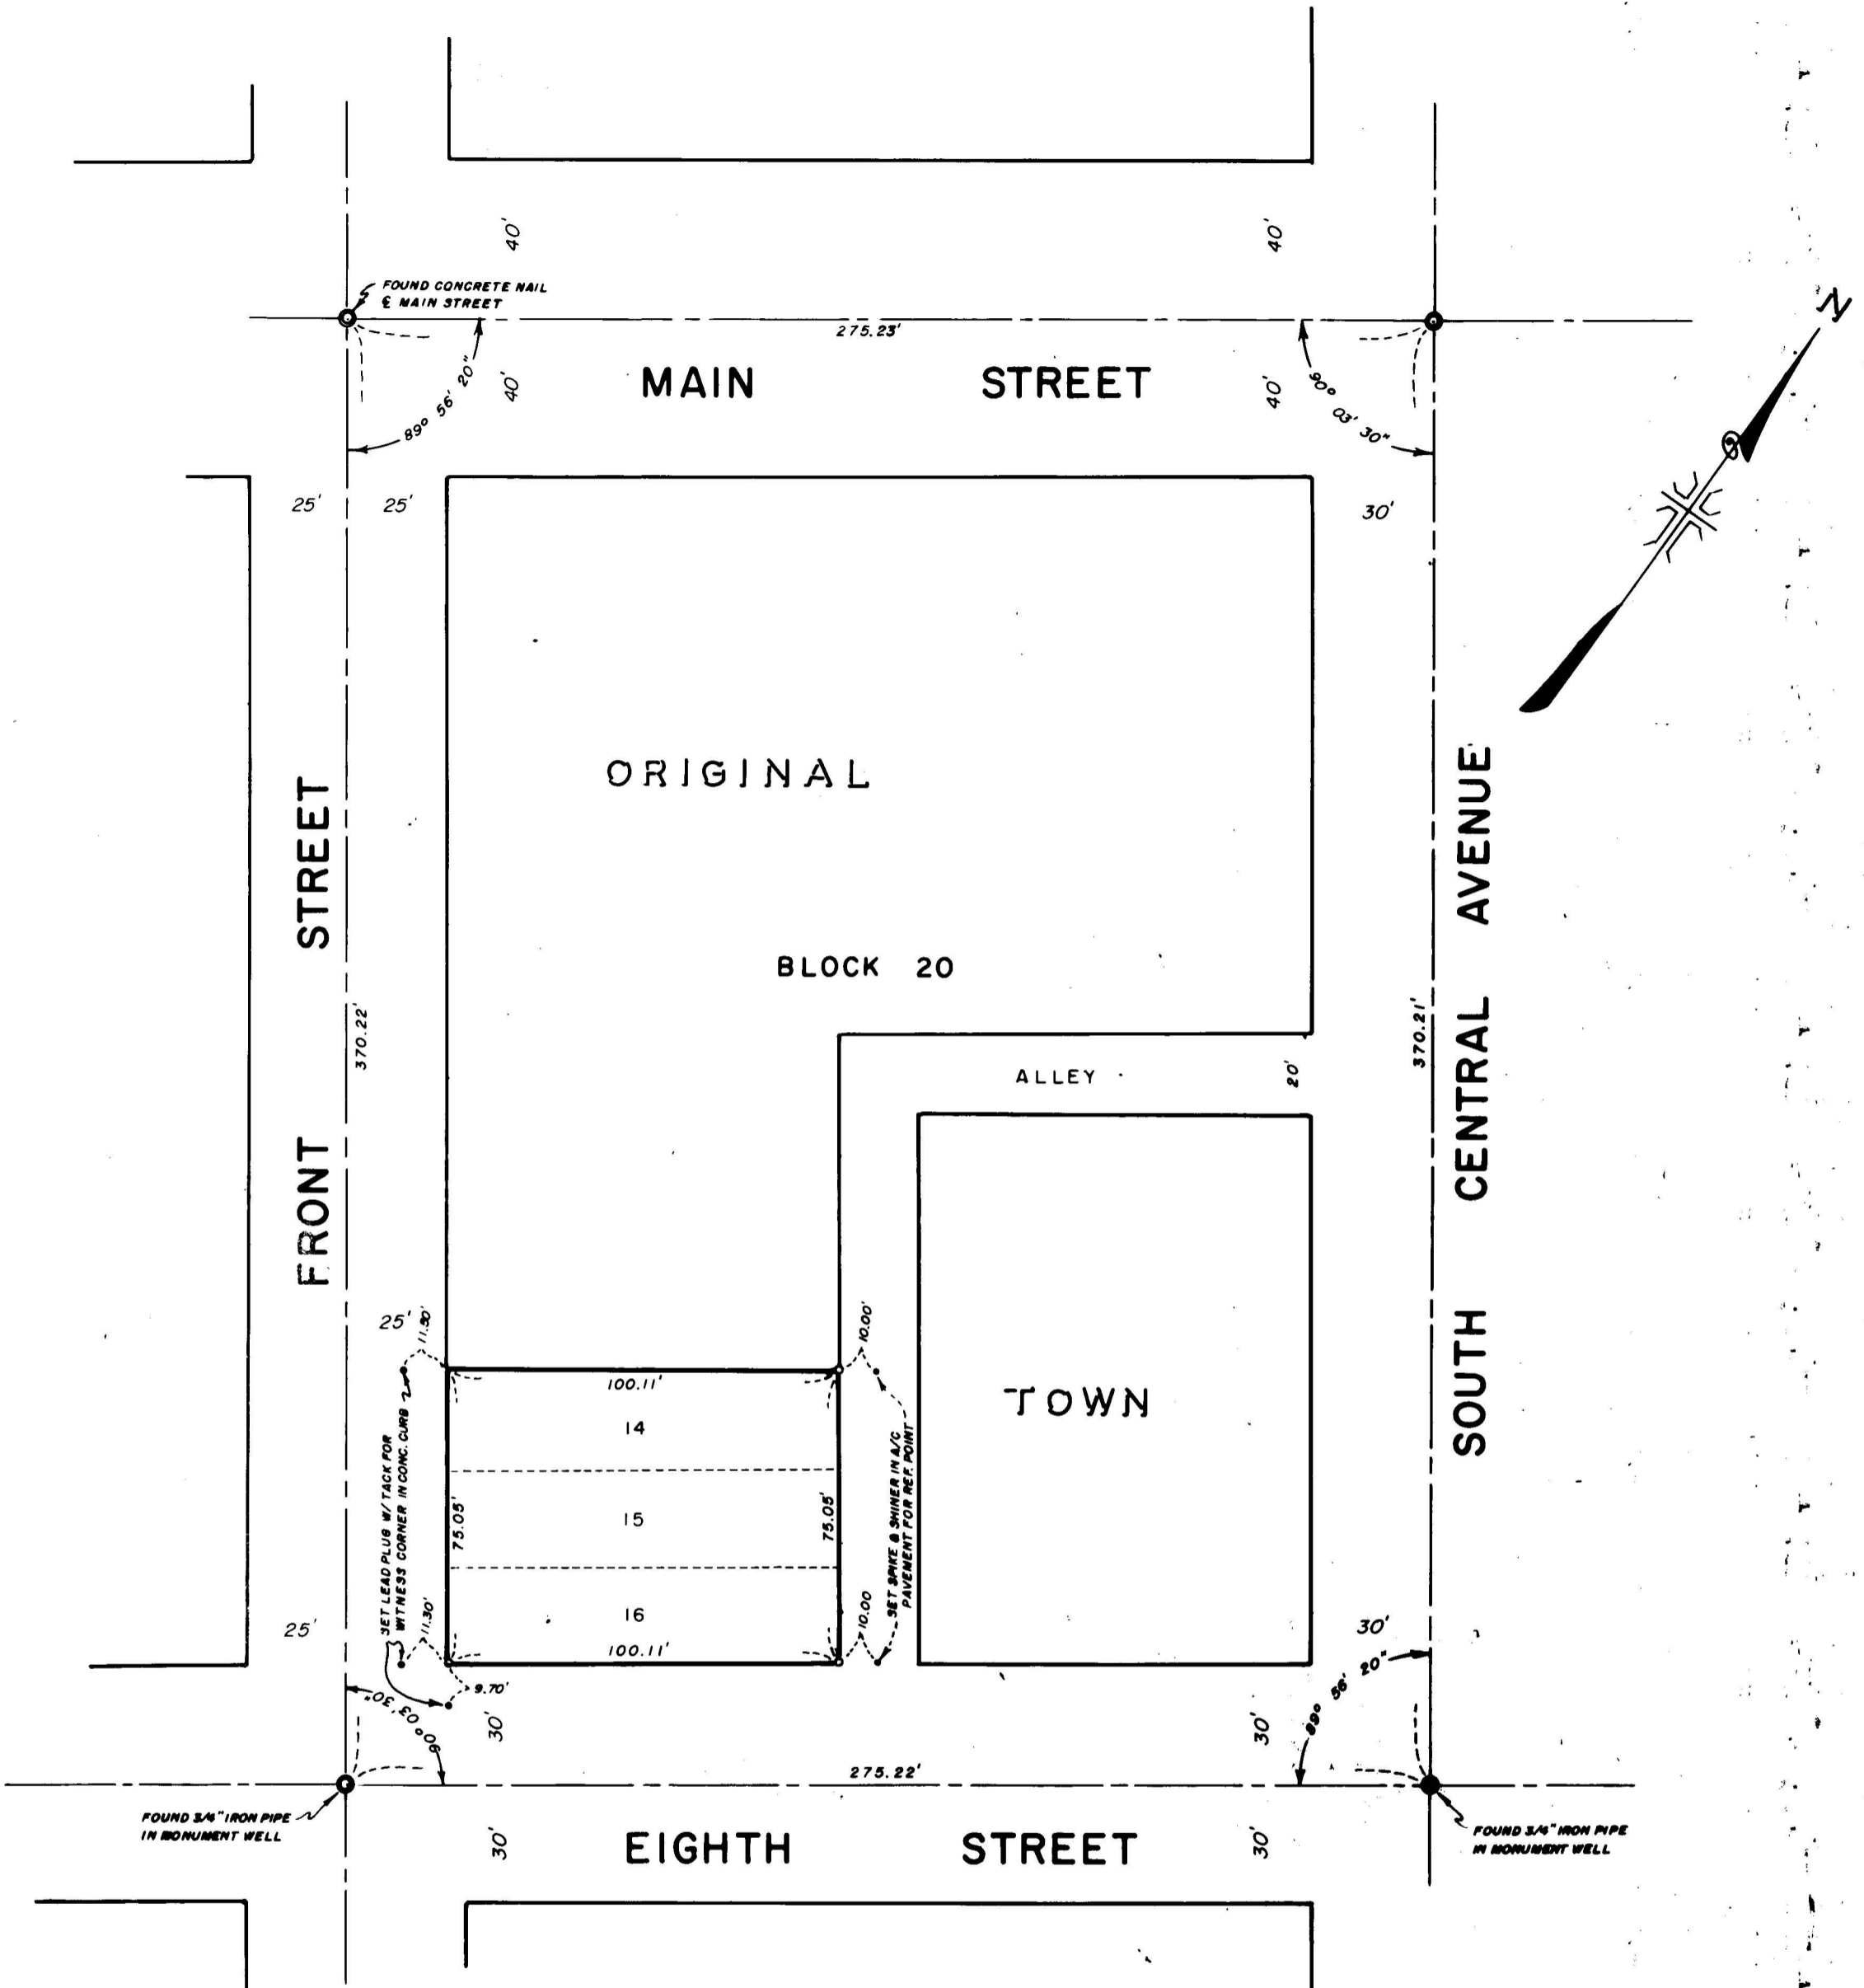 40'
40'
FOUND CONCRETE NAIL
℄ MAIN STREET
275.23'
N
MAIN STREET
40'
40'
89° 56' 20"
90° 03' 30"
25'
25'
30'
ORIGINAL
BLOCK 20
FRONT STREET
370.22'
370.21'
SOUTH CENTRAL AVENUE
ALLEY
20'
25'
11.50'
10.00'
100.11'
14
TOWN
SET LEAD PLUG W/ TACK FOR
WITNESS CORNER IN CONC. CURB
75.05'
15
75.05'
SET SPIKE & SHINER IN A/C
PAVEMENT FOR REF. POINT
16
100.11'
11.30'
10.00
25'
30'
9.70'
90° 03' 30"
89° 56' 20"
30'
30'
275.22'
FOUND 3/4" IRON PIPE
IN MONUMENT WELL
30'
EIGHTH STREET
30'
FOUND 3/4" IRON PIPE
IN MONUMENT WELL